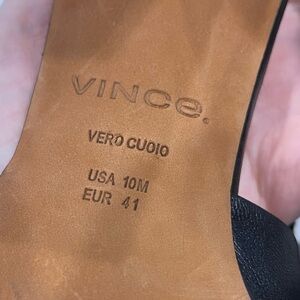 VINCE.
VERO CUOIO
USA 10M
EUR 41